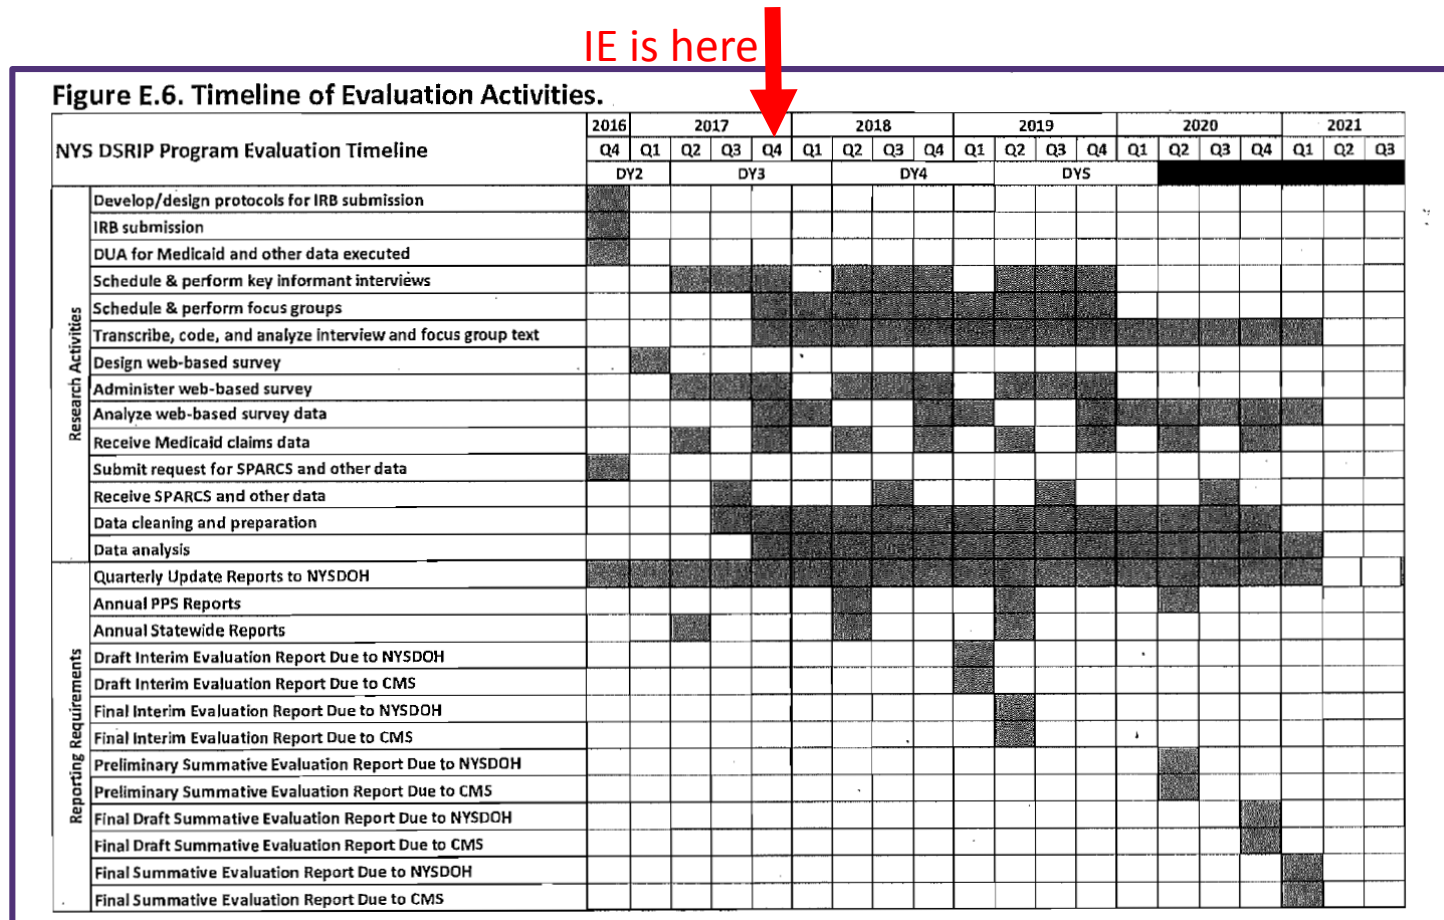 IE is here
Figure E.6. Timeline of Evaluation Activities.
NYS DSRIP Program Evaluation Timeline
2016 2017 2018 2019 2020 2021
Q4 Q1 Q2 Q3 Q4 Q1 Q2 Q3 Q4 Q1 Q2 Q3 Q4 Q1 Q2 Q3 Q4 Q1 Q2 Q3
DY2 DY3 DY4 DY5
Research Activities
Develop/design protocols for IRB submission
IRB submission
DUA for Medicaid and other data executed
Schedule & perform key informant interviews
Schedule & perform focus groups
Transcribe, code, and analyze interview and focus group text
Design web-based survey
Administer web-based survey
Analyze web-based survey data
Receive Medicaid claims data
Submit request for SPARCS and other data
Receive SPARCS and other data
Data cleaning and preparation
Data analysis
Reporting Requirements
Quarterly Update Reports to NYSDOH
Annual PPS Reports
Annual Statewide Reports
Draft Interim Evaluation Report Due to NYSDOH
Draft Interim Evaluation Report Due to CMS
Final Interim Evaluation Report Due to NYSDOH
Final Interim Evaluation Report Due to CMS
Preliminary Summative Evaluation Report Due to NYSDOH
Preliminary Summative Evaluation Report Due to CMS
Final Draft Summative Evaluation Report Due to NYSDOH
Final Draft Summative Evaluation Report Due to CMS
Final Summative Evaluation Report Due to NYSDOH
Final Summative Evaluation Report Due to CMS